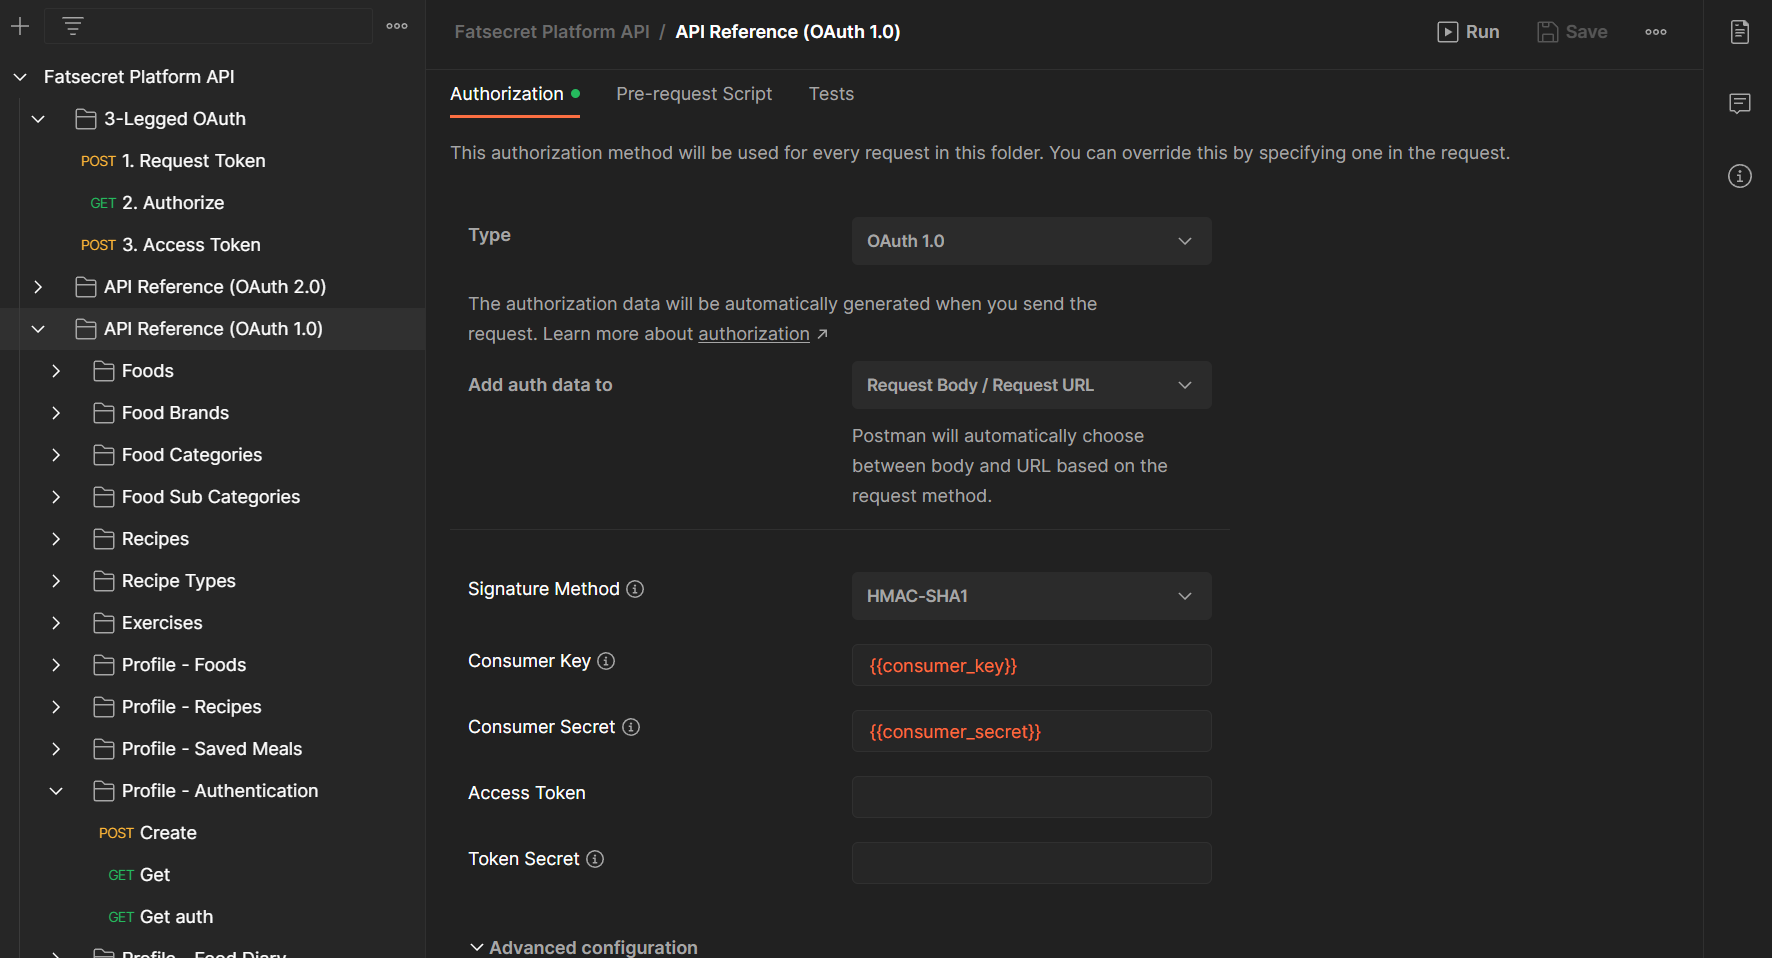 Fatsecret Platform API
3-Legged OAuth
POST 1. Request Token
GET 2. Authorize
POST 3. Access Token
API Reference (OAuth 2.0)
API Reference (OAuth 1.0)
Foods
Food Brands
Food Categories
Food Sub Categories
Recipes
Recipe Types
Exercises
Profile - Foods
Profile - Recipes
Profile - Saved Meals
Profile - Authentication
POST Create
GET Get
GET Get auth
Profile - Food Diary
Fatsecret Platform API / API Reference (OAuth 1.0)
Run
Save
Authorization
Pre-request Script
Tests
This authorization method will be used for every request in this folder. You can override this by specifying one in the request.
Type
OAuth 1.0
The authorization data will be automatically generated when you send the
request. Learn more about authorization ↗
Add auth data to
Request Body / Request URL
Postman will automatically choose
between body and URL based on the
request method.
Signature Method
HMAC-SHA1
Consumer Key
{{consumer_key}}
Consumer Secret
{{consumer_secret}}
Access Token
Token Secret
Advanced configuration